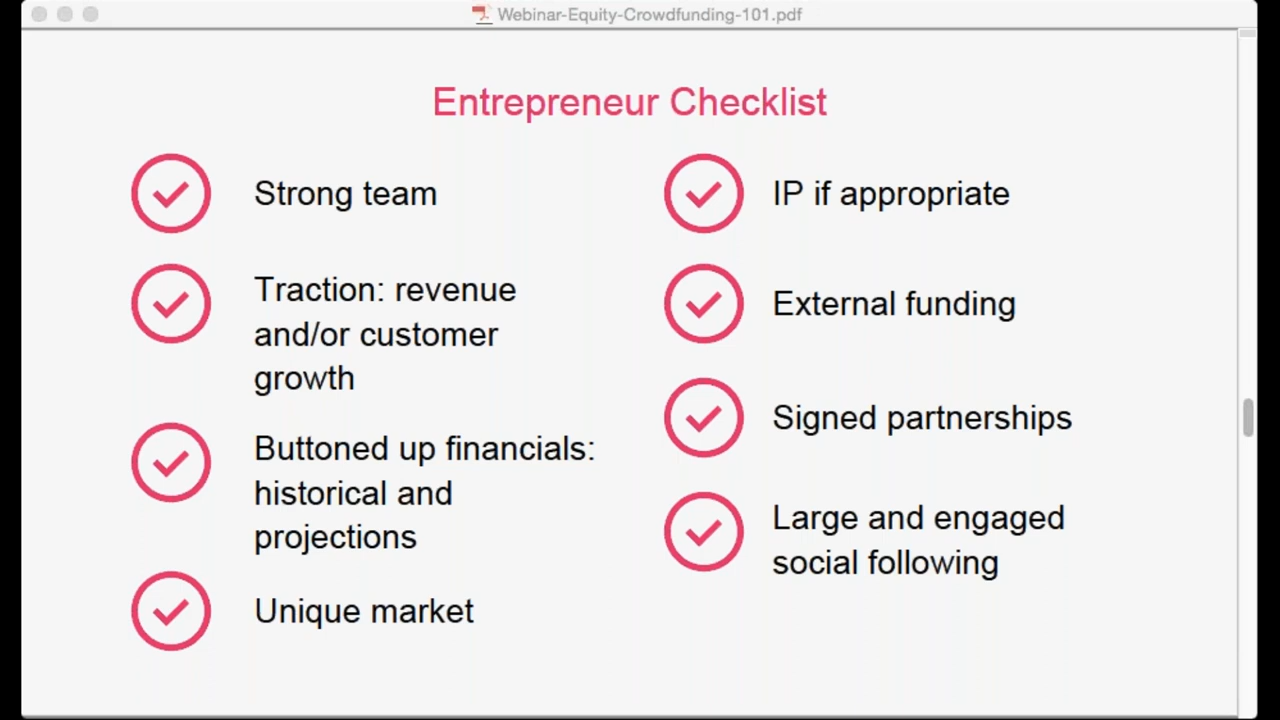 Webinar-Equity-Crowdfunding-101.pdf
Entrepreneur Checklist
Strong team
Traction: revenue
and/or customer
growth
Buttoned up financials:
historical and
projections
Unique market
IP if appropriate
External funding
Signed partnerships
Large and engaged
social following